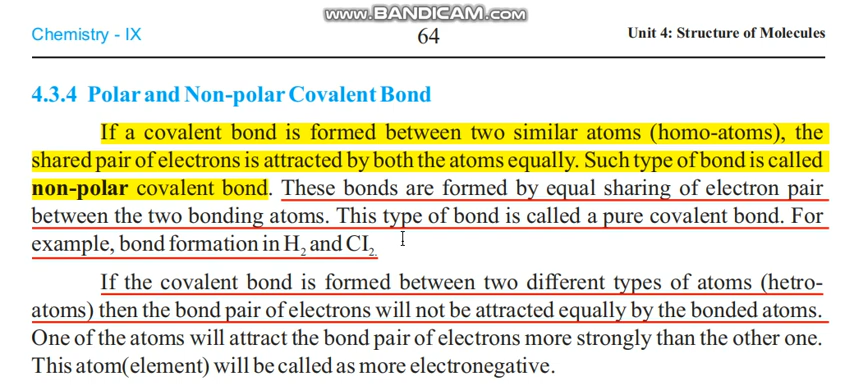 www.BANDICAM.com
Chemistry - IX 64 Unit 4: Structure of Molecules
4.3.4 Polar and Non-polar Covalent Bond
If a covalent bond is formed between two similar atoms (homo-atoms), the
shared pair of electrons is attracted by both the atoms equally. Such type of bond is called
non-polar covalent bond. These bonds are formed by equal sharing of electron pair
between the two bonding atoms. This type of bond is called a pure covalent bond. For
example, bond formation in H₂ and CI₂.
If the covalent bond is formed between two different types of atoms (hetro-
atoms) then the bond pair of electrons will not be attracted equally by the bonded atoms.
One of the atoms will attract the bond pair of electrons more strongly than the other one.
This atom(element) will be called as more electronegative.